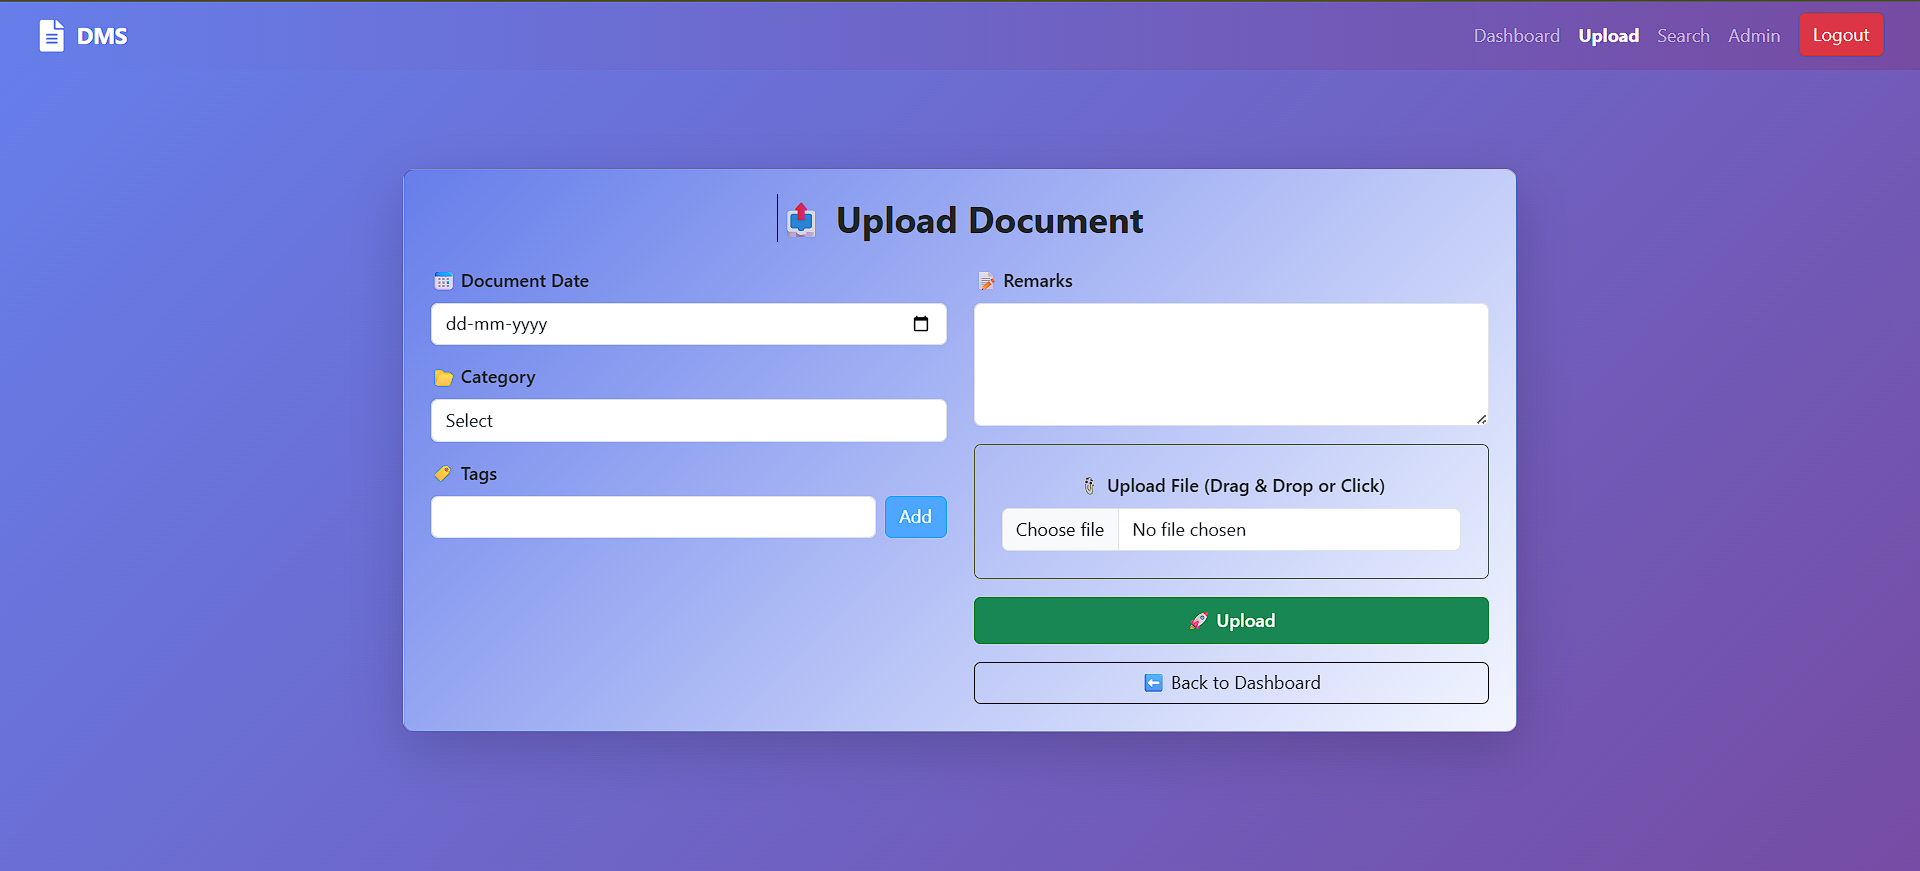 DMS
Dashboard Upload Search Admin Logout
Upload Document
Document Date
dd-mm-yyyy
Category
Select
Tags
Add
Remarks
Upload File (Drag & Drop or Click)
Choose file No file chosen
Upload
Back to Dashboard